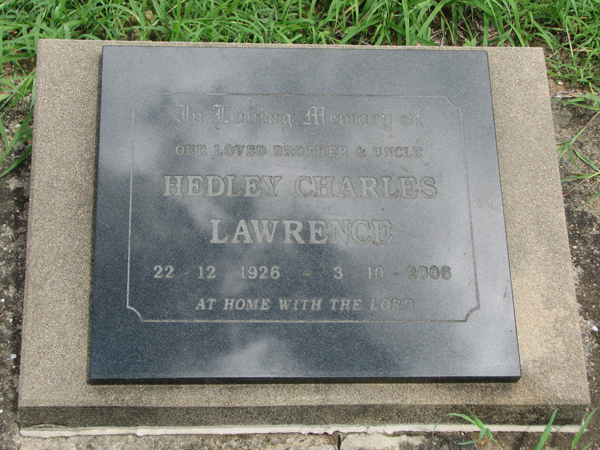 In Loving Memory of
OUR LOVED BROTHER & UNCLE
HEDLEY CHARLES
LAWRENCE
22 - 12 - 1926 - 3 - 10 - 2006
AT HOME WITH THE LORD